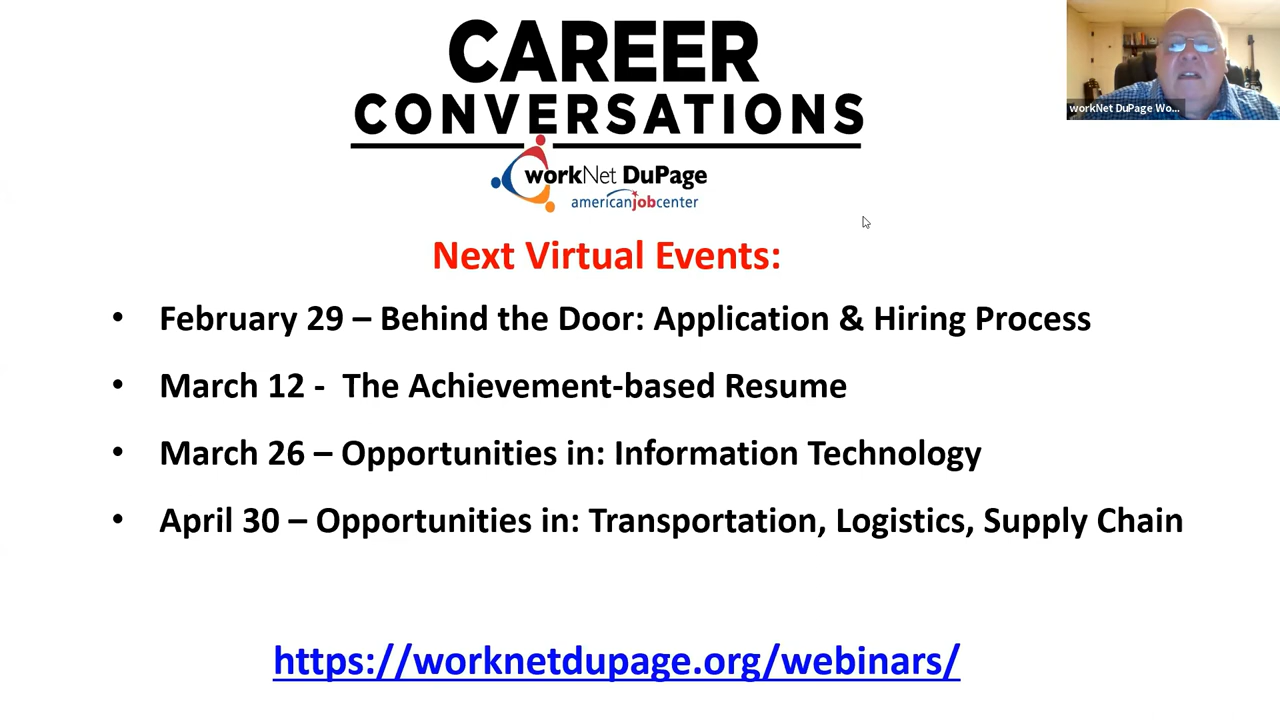 CAREER
CONVERSATIONS
workNet DuPage
americanjobcenter
workNet DuPage Wo...
Next Virtual Events:
• February 29 – Behind the Door: Application & Hiring Process
• March 12 - The Achievement-based Resume
• March 26 – Opportunities in: Information Technology
• April 30 – Opportunities in: Transportation, Logistics, Supply Chain
https://worknetdupage.org/webinars/